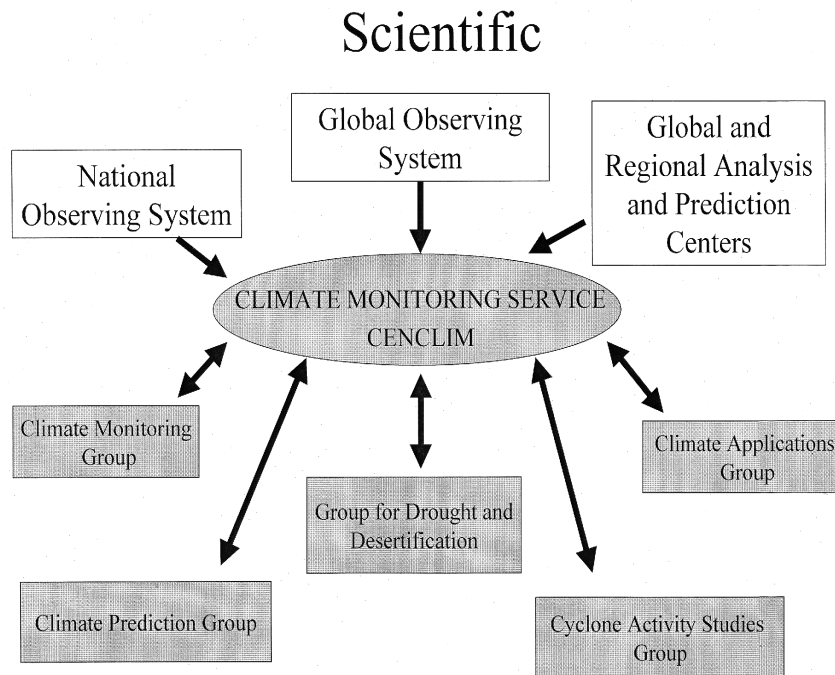 Scientific
National
Observing System
Global Observing
System
Global and
Regional Analysis
and Prediction
Centers
CLIMATE MONITORING SERVICE
CENCLIM
Climate Monitoring
Group
Climate Prediction Group
Group for Drought and
Desertification
Cyclone Activity Studies
Group
Climate Applications
Group